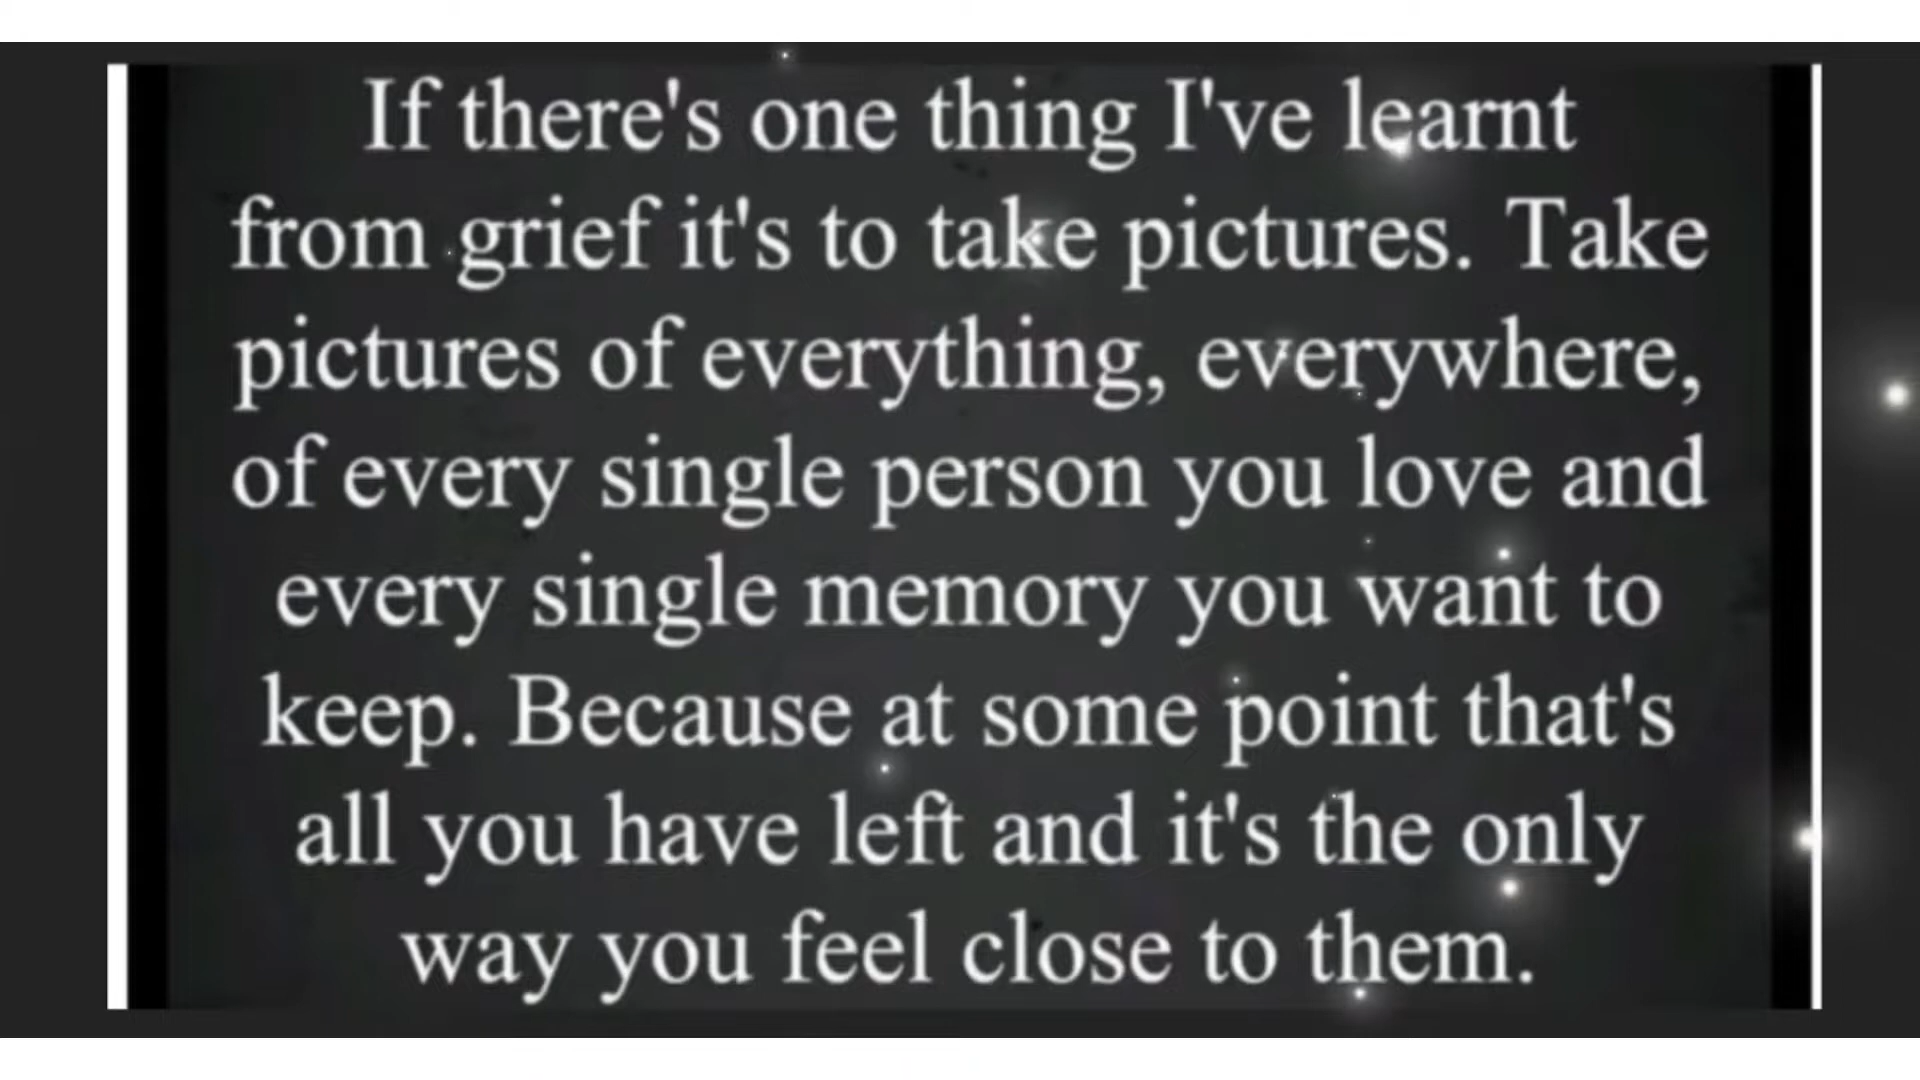 If there's one thing I've learnt
from grief it's to take pictures. Take
pictures of everything, everywhere,
of every single person you love and
every single memory you want to
keep. Because at some point that's
all you have left and it's the only
way you feel close to them.